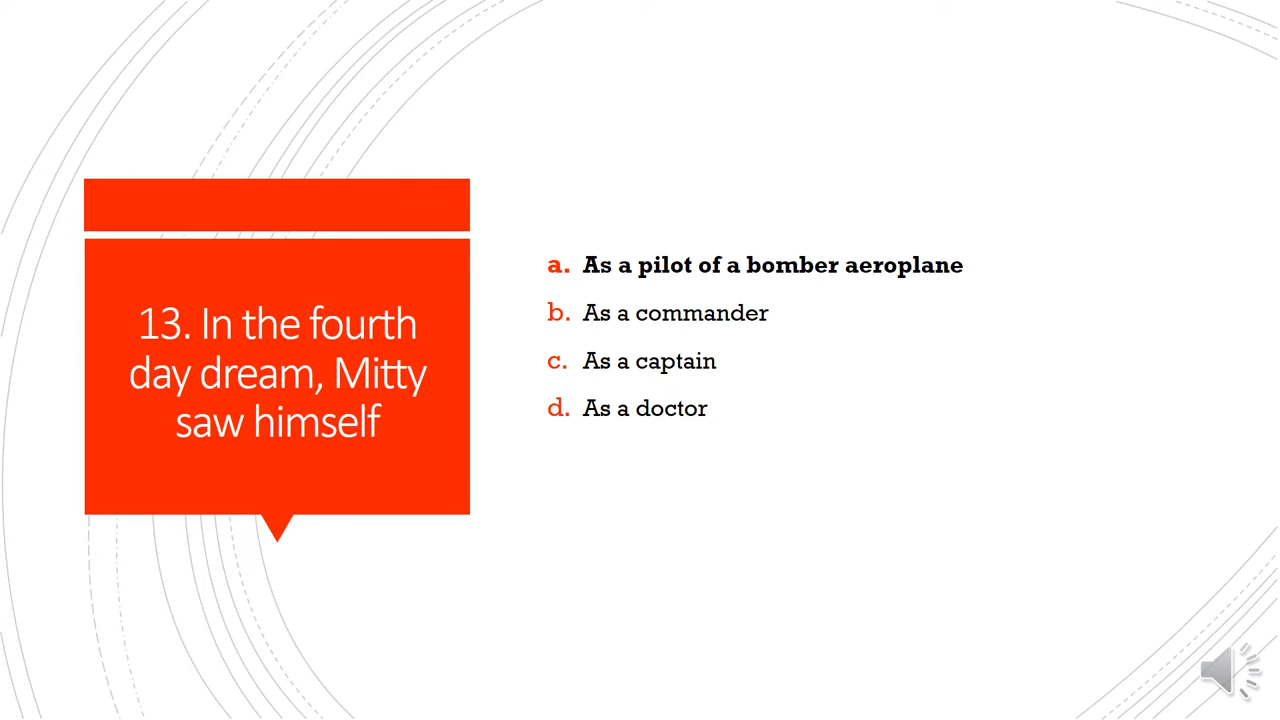 13. In the fourth
day dream, Mitty
saw himself
a. As a pilot of a bomber aeroplane
b. As a commander
c. As a captain
d. As a doctor